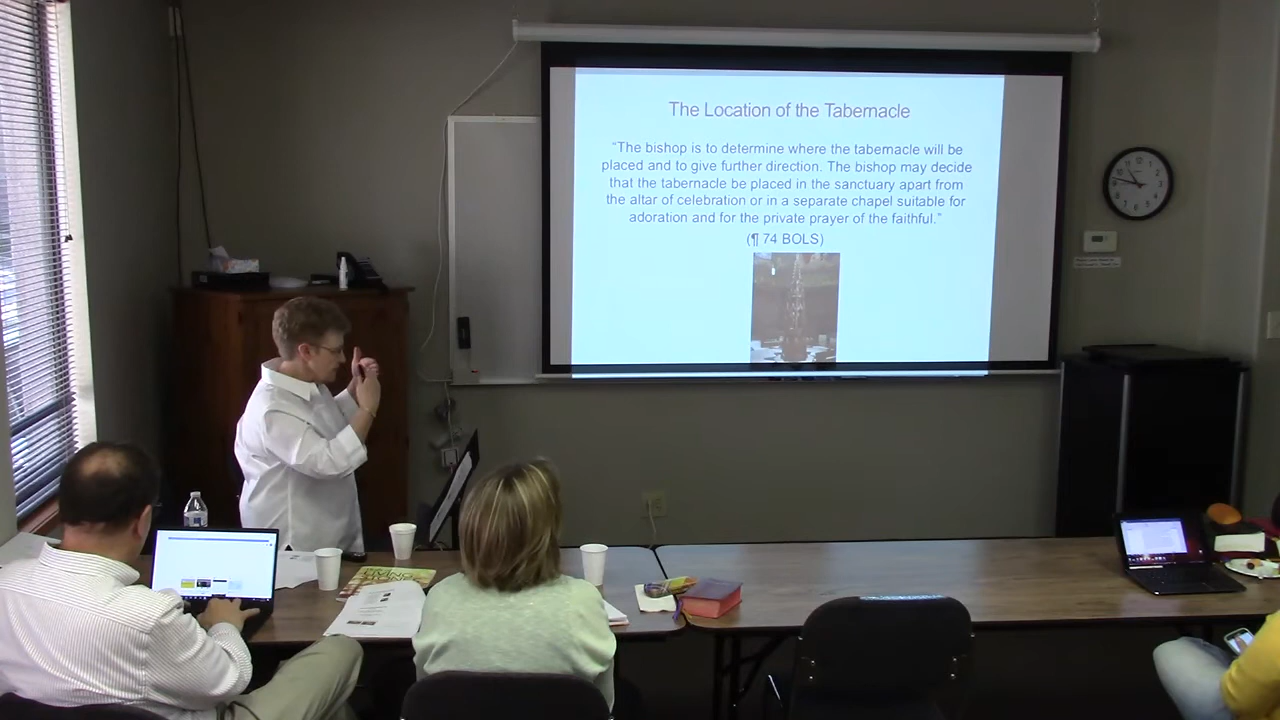 The Location of the Tabernacle
“The bishop is to determine where the tabernacle will be
placed and to give further direction. The bishop may decide
that the tabernacle be placed in the sanctuary apart from
the altar of celebration or in a separate chapel suitable for
adoration and for the private prayer of the faithful.”
(¶ 74 BOLS)